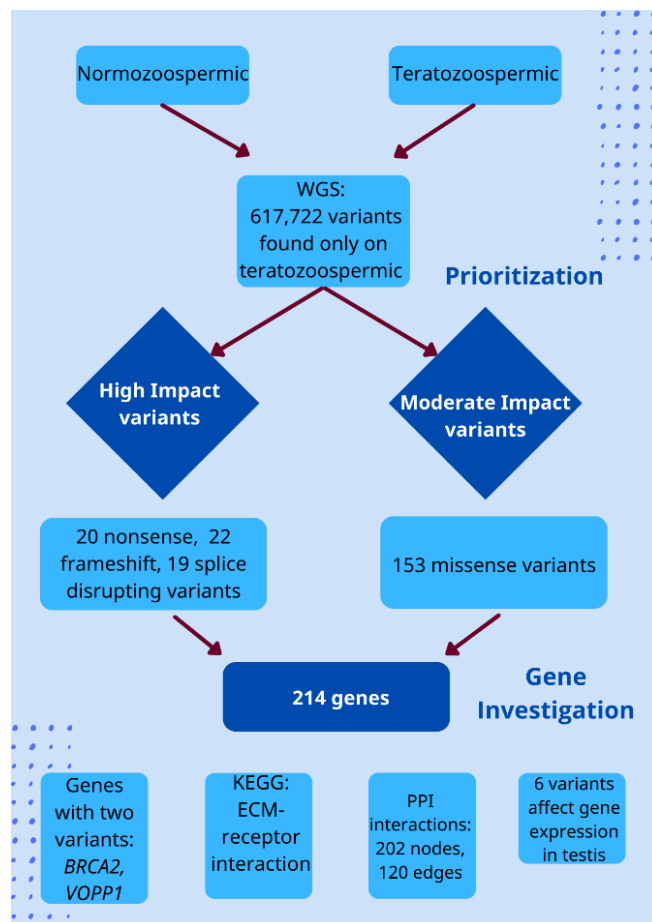 Normozoospermic
Teratozoospermic
WGS:
617,722 variants
found only on
teratozoospermic
Prioritization
High Impact
variants
Moderate Impact
variants
20 nonsense, 22
frameshift, 19 splice
disrupting variants
153 missense variants
214 genes
Gene
Investigation
Genes
with two
variants:
BRCA2,
VOPP1
KEGG:
ECM-
receptor
interaction
PPI
interactions:
202 nodes,
120 edges
6 variants
affect gene
expression
in testis